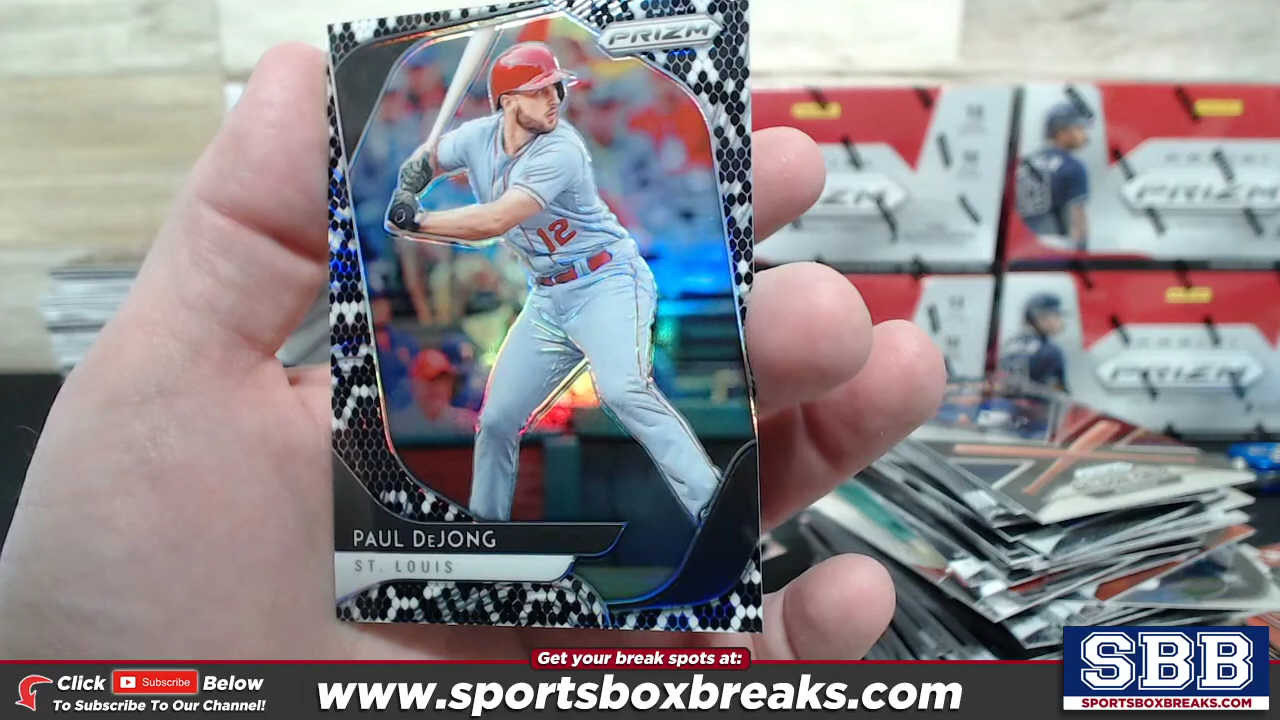 PRIZM
12
PAUL DEJONG
ST. LOUIS
PRIZM
PRIZM
PRIZM
Get your break spots at:
Click Subscribe Below
To Subscribe To Our Channel!
www.sportsboxbreaks.com
SBB
SPORTSBOXBREAKS.COM